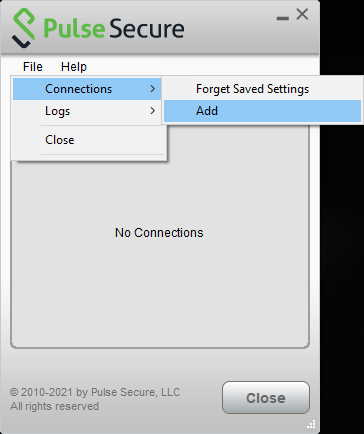 Pulse Secure
File Help
Connections > Forget Saved Settings
Logs > Add
Close
No Connections
© 2010-2021 by Pulse Secure, LLC
All rights reserved
Close